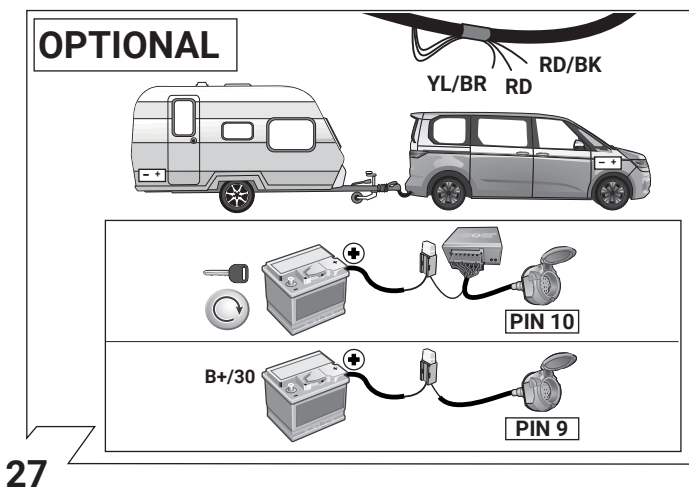 OPTIONAL
RD/BK
YL/BR RD
- +
- +
PIN 10
B+/30
PIN 9
27